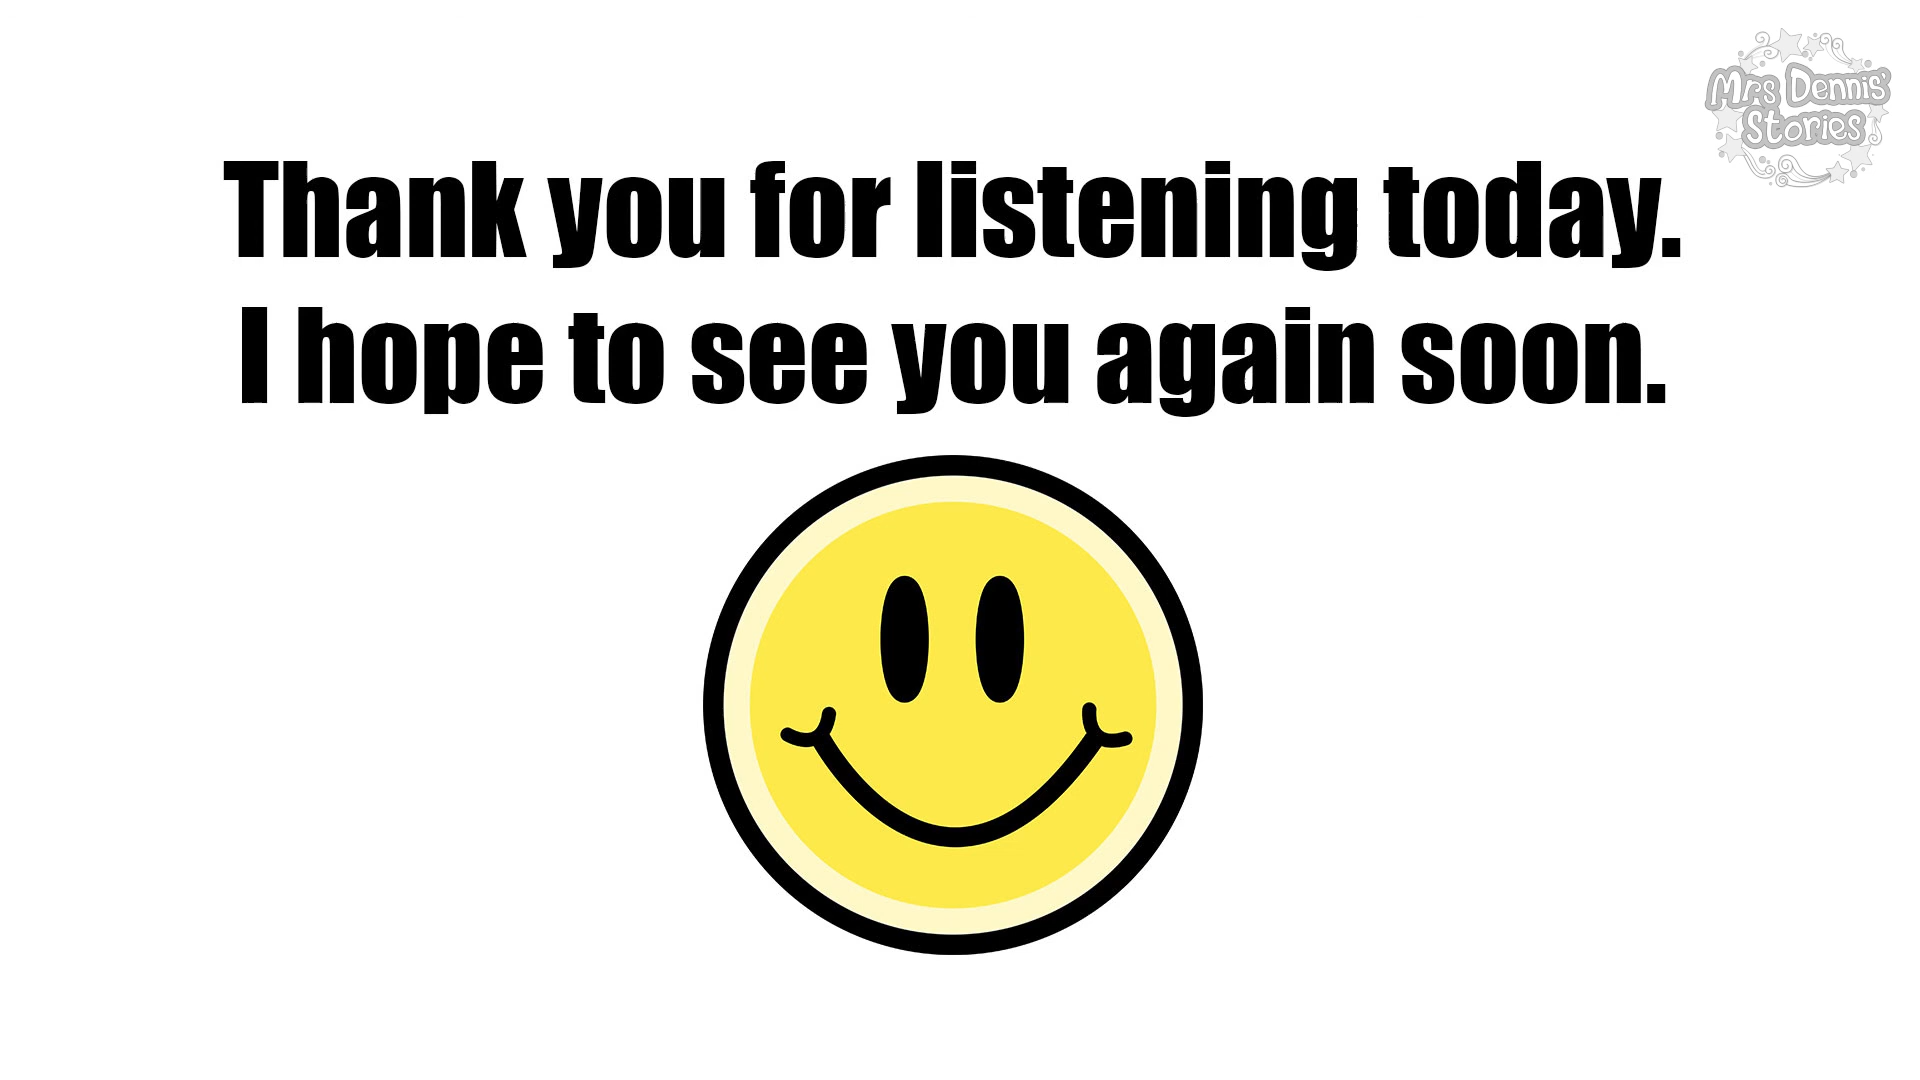 Mrs Dennis'
Stories
Thank you for listening today.
I hope to see you again soon.